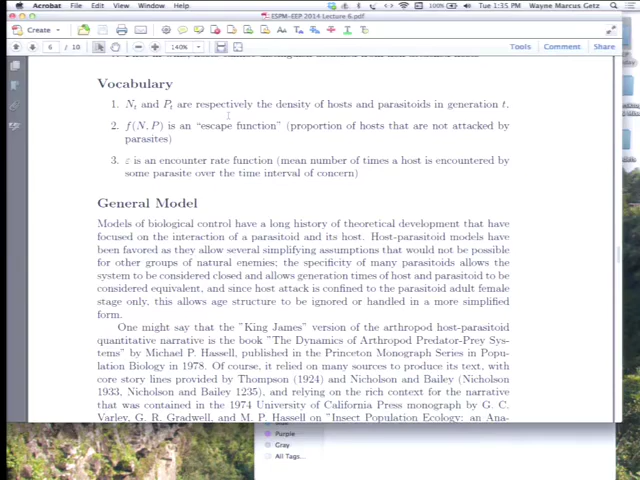 Acrobat File Edit View Window Help
Tue 1:35 PM Wayne Marcus Getz
ESPM-EEP 2014 Lecture 6.pdf
Create
6 / 10 140% Tools Comment Share
Vocabulary
1. Nt and Pt are respectively the density of hosts and parasitoids in generation t.
2. f(N, P) is an "escape function" (proportion of hosts that are not attacked by
parasites)
3. ε is an encounter rate function (mean number of times a host is encountered by
some parasite over the time interval of concern)
General Model
Models of biological control have a long history of theoretical development that have
focused on the interaction of a parasitoid and its host. Host-parasitoid models have
been favored as they allow several simplifying assumptions that would not be possible
for other groups of natural enemies; the specificity of many parasitoids allows the
system to be considered closed and allows generation times of host and parasitoid to be
considered equivalent, and since host attack is confined to the parasitoid adult female
stage only, this allows age structure to be ignored or handled in a more simplified
form.
One might say that the "King James" version of the arthropod host-parasitoid
quantitative narrative is the book "The Dynamics of Arthropod Predator-Prey Sys-
tems" by Michael P. Hassell, published in the Princeton Monograph Series in Popu-
lation Biology in 1978. Of course, it relied on many sources to produce its text, with
core story lines provided by Thompson (1924) and Nicholson and Bailey (Nicholson
1933, Nicholson and Bailey 1235), and relying on the rich context for the narrative
that was contained in the 1974 University of California Press monograph by G. C.
Varley, G. R. Gradwell, and M. P. Hassell on "Insect Population Ecology: an Ana-
Purple
Gray
All Tags...